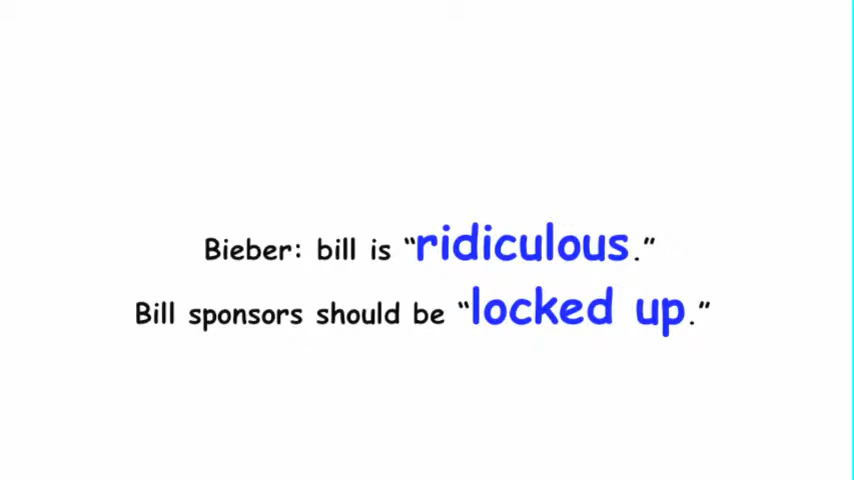 Bieber: bill is “ridiculous.”
Bill sponsors should be “locked up.”